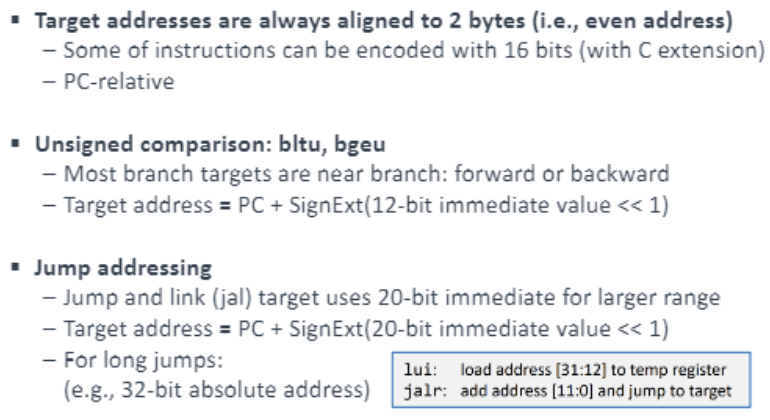 ▪ Target addresses are always aligned to 2 bytes (i.e., even address)
– Some of instructions can be encoded with 16 bits (with C extension)
– PC-relative
▪ Unsigned comparison: bltu, bgeu
– Most branch targets are near branch: forward or backward
– Target address = PC + SignExt(12-bit immediate value << 1)
▪ Jump addressing
– Jump and link (jal) target uses 20-bit immediate for larger range
– Target address = PC + SignExt(20-bit immediate value << 1)
– For long jumps:
(e.g., 32-bit absolute address)
lui: load address [31:12] to temp register
jalr: add address [11:0] and jump to target